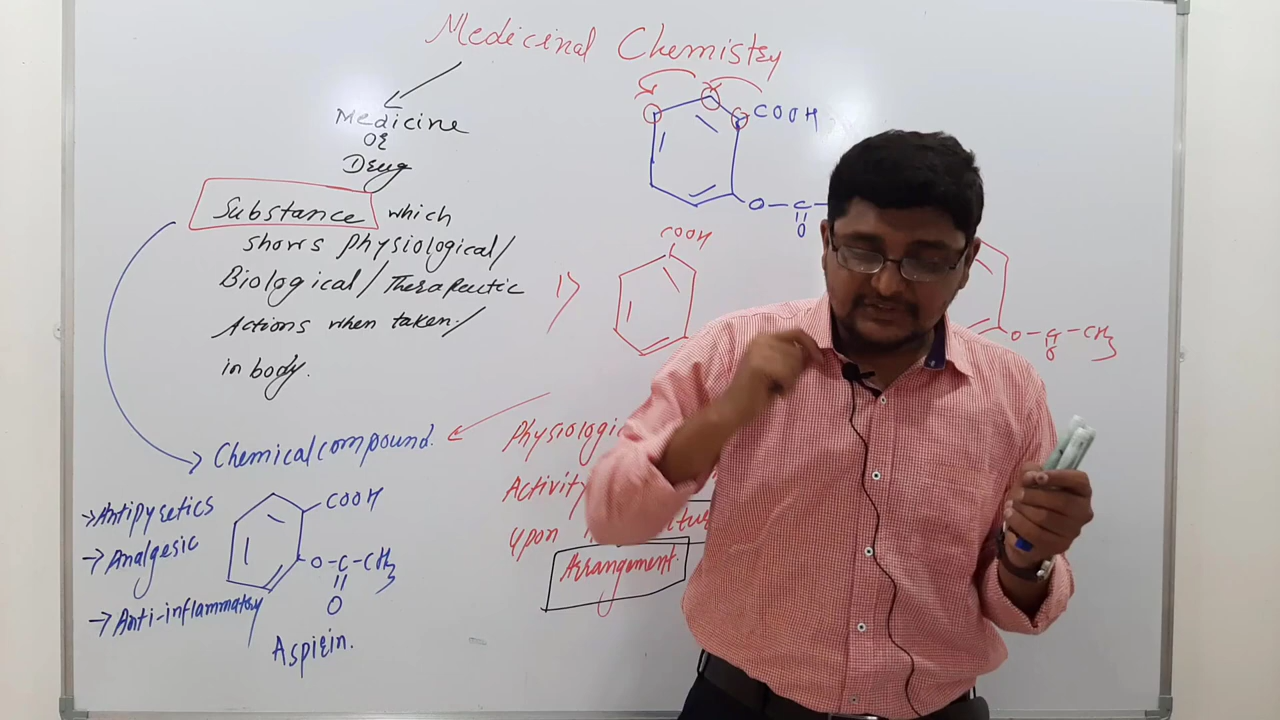 Medicinal Chemistry
Medicine
or
Drug
Substance which
shows physiological/
Biological/Therapeutic
Actions when taken/
in body.
Chemical compound.
→Antipyretics
→Analgesic
→Anti-inflammatory
COOH
O-C-CH3
O
Aspirin.
COOH
O-C-
O
1)
COOH
O-C-CH3
O
Activity
upon
Arrangement.